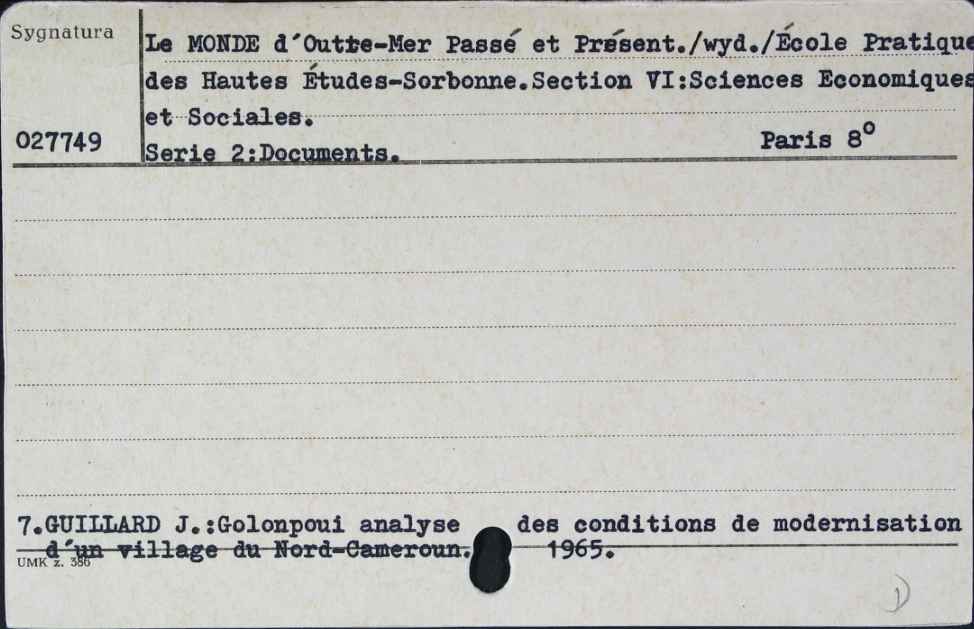 Sygnatura
Le MONDE d´Outre-Mer Passé et Présent./wyd./École Pratique
des Hautes Études-Sorbonne.Section VI:Sciences Economiques
et Sociales.
027749
Paris 8º
Serie 2:Documents.
7.GUILLARD J.:Golonpoui analyse des conditions de modernisation
d´un village du Nord-Cameroun. 1965.
UMK z. 386
1